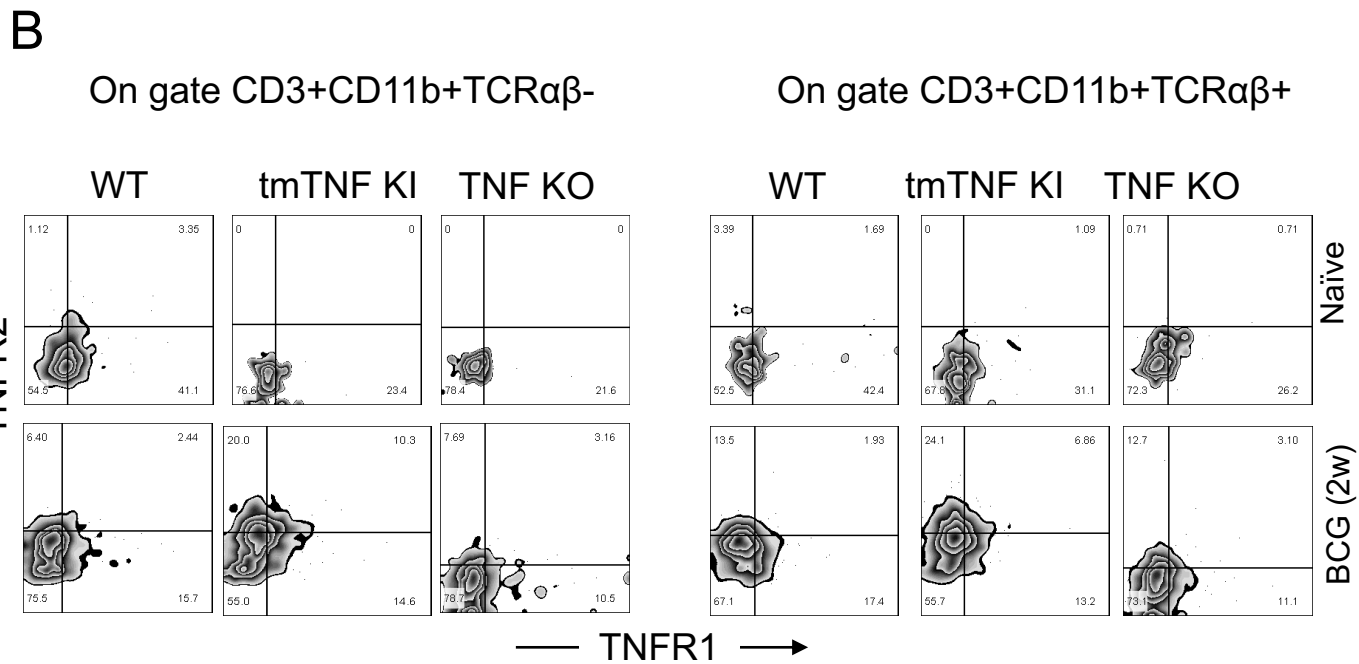 B
On gate CD3+CD11b+TCRαβ-
On gate CD3+CD11b+TCRαβ+
WT
tmTNF KI
TNF KO
WT
tmTNF KI
TNF KO
1.12 3.35
54.5 41.1
0 0
76.6 23.4
0 0
78.4 21.6
3.39 1.69
52.5 42.4
0 1.09
67.8 31.1
0.71 0.71
72.3 26.2
Naïve
6.40 2.44
75.5 15.7
20.0 10.3
55.0 14.6
7.69 3.16
78.7 10.5
13.5 1.93
67.1 17.4
24.1 6.86
55.7 13.2
12.7 3.10
73.1 11.1
BCG (2w)
TNFR1